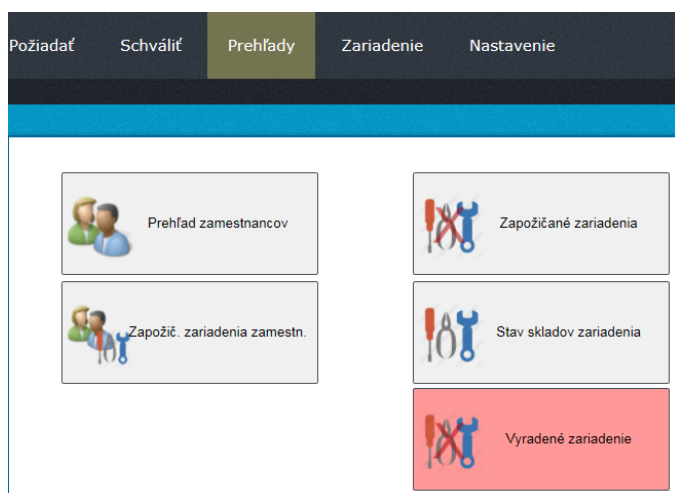 Požiadať Schváliť Prehľady Zariadenie Nastavenie
Prehľad zamestnancov
Zapožičané zariadenia
Zapožič. zariadenia zamestn.
Stav skladov zariadenia
Vyradené zariadenie